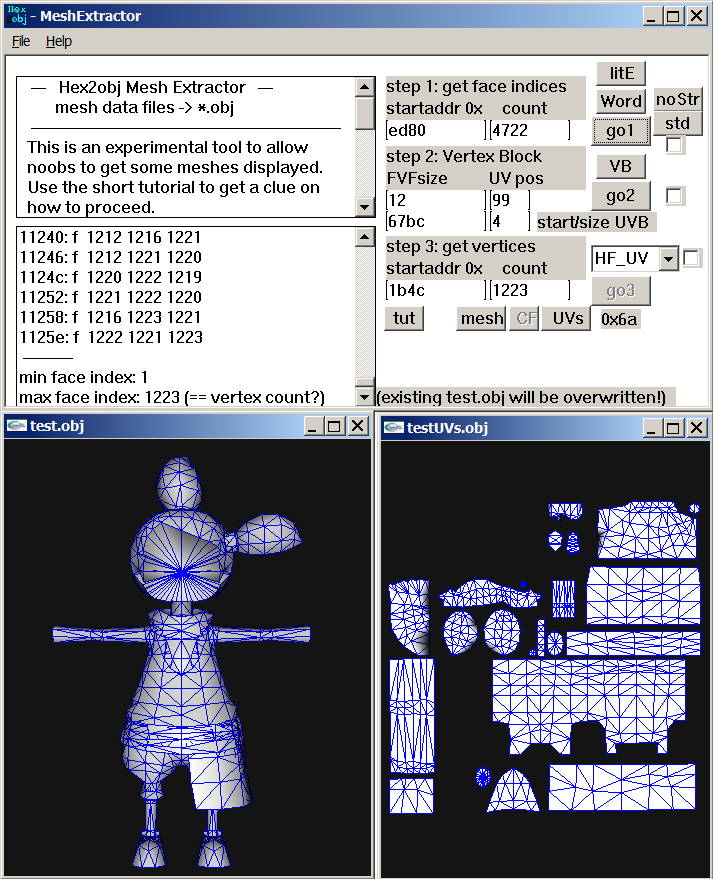 Hex
obj
- MeshExtractor
File Help
— Hex2obj Mesh Extractor —
mesh data files -> *.obj
This is an experimental tool to allow
noobs to get some meshes displayed.
Use the short tutorial to get a clue on
how to proceed.
11240: f 1212 1216 1221
11246: f 1212 1221 1220
1124c: f 1220 1222 1219
11252: f 1221 1222 1220
11258: f 1216 1223 1221
1125e: f 1222 1221 1223
min face index: 1
max face index: 1223 (== vertex count?)
step 1: get face indices
startaddr 0x count
ed80 4722
litE
Word
noStr
go1
std
step 2: Vertex Block
FVFsize UV pos
12 99
67bc 4 start/size UVB
VB
go2
step 3: get vertices
startaddr 0x count
1b4c 1223
HF_UV
go3
tut mesh CF UVs 0x6a
(existing test.obj will be overwritten!)
test.obj
testUVs.obj